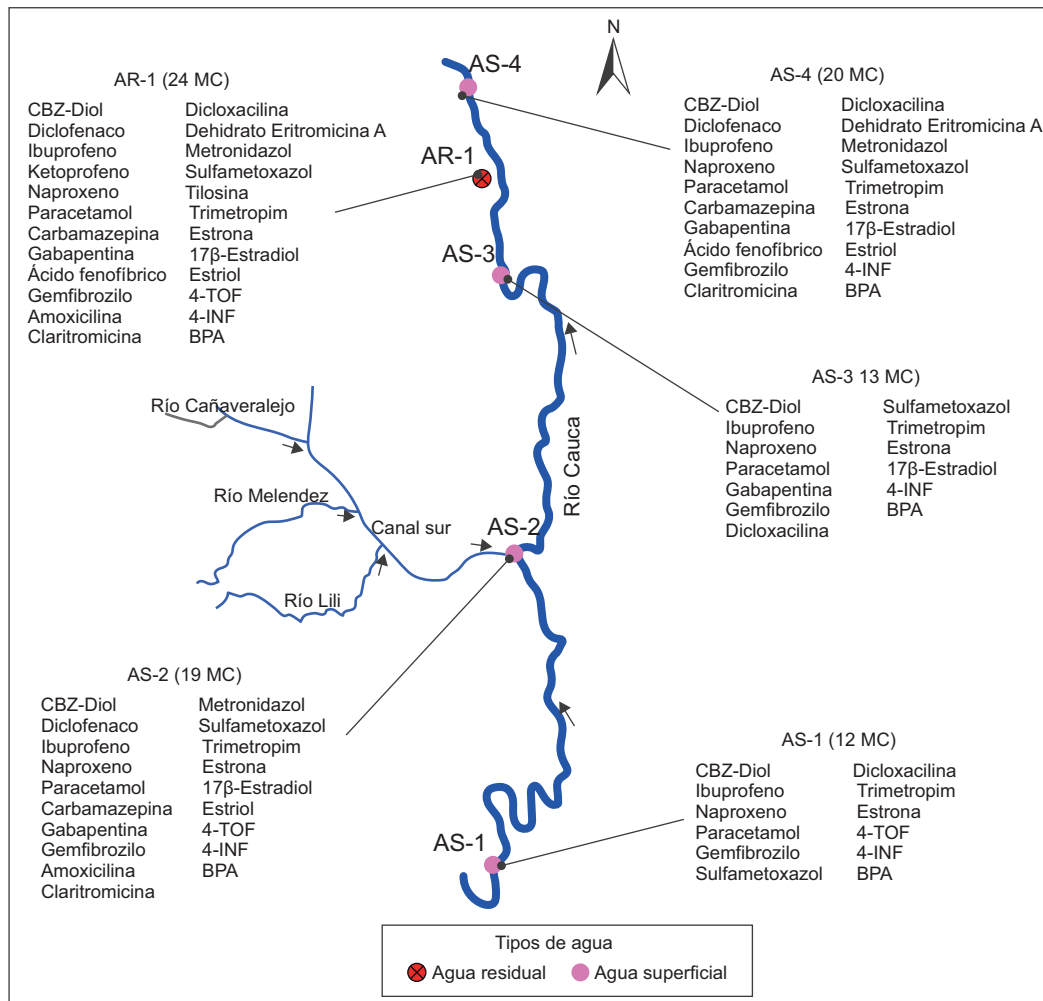 N
AS-4
AR-1
AS-3
AS-2
AS-1
Río Cauca
Río Cañaveralejo
Río Melendez
Canal sur
Río Lili
AR-1 (24 MC)
CBZ-Diol Dicloxacilina
Diclofenaco Dehidrato Eritromicina A
Ibuprofeno Metronidazol
Ketoprofeno Sulfametoxazol
Naproxeno Tilosina
Paracetamol Trimetropim
Carbamazepina Estrona
Gabapentina 17β-Estradiol
Ácido fenofíbrico Estriol
Gemfibrozilo 4-TOF
Amoxicilina 4-INF
Claritromicina BPA
AS-4 (20 MC)
CBZ-Diol Dicloxacilina
Diclofenaco Dehidrato Eritromicina A
Ibuprofeno Metronidazol
Naproxeno Sulfametoxazol
Paracetamol Trimetropim
Carbamazepina Estrona
Gabapentina 17β-Estradiol
Ácido fenofíbrico Estriol
Gemfibrozilo 4-INF
Claritromicina BPA
AS-3 13 MC)
CBZ-Diol Sulfametoxazol
Ibuprofeno Trimetropim
Naproxeno Estrona
Paracetamol 17β-Estradiol
Gabapentina 4-INF
Gemfibrozilo BPA
Dicloxacilina
AS-2 (19 MC)
CBZ-Diol Metronidazol
Diclofenaco Sulfametoxazol
Ibuprofeno Trimetropim
Naproxeno Estrona
Paracetamol 17β-Estradiol
Carbamazepina Estriol
Gabapentina 4-TOF
Gemfibrozilo 4-INF
Amoxicilina BPA
Claritromicina
AS-1 (12 MC)
CBZ-Diol Dicloxacilina
Ibuprofeno Trimetropim
Naproxeno Estrona
Paracetamol 4-TOF
Gemfibrozilo 4-INF
Sulfametoxazol BPA
Tipos de agua
Agua residual Agua superficial